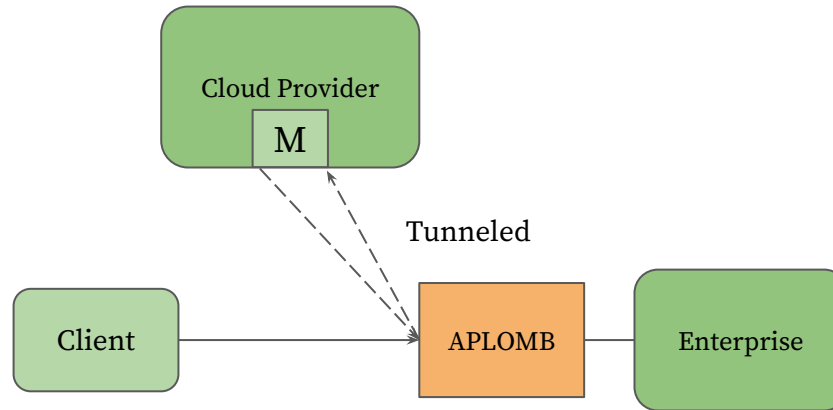 Cloud Provider
M
Tunneled
Client
APLOMB
Enterprise